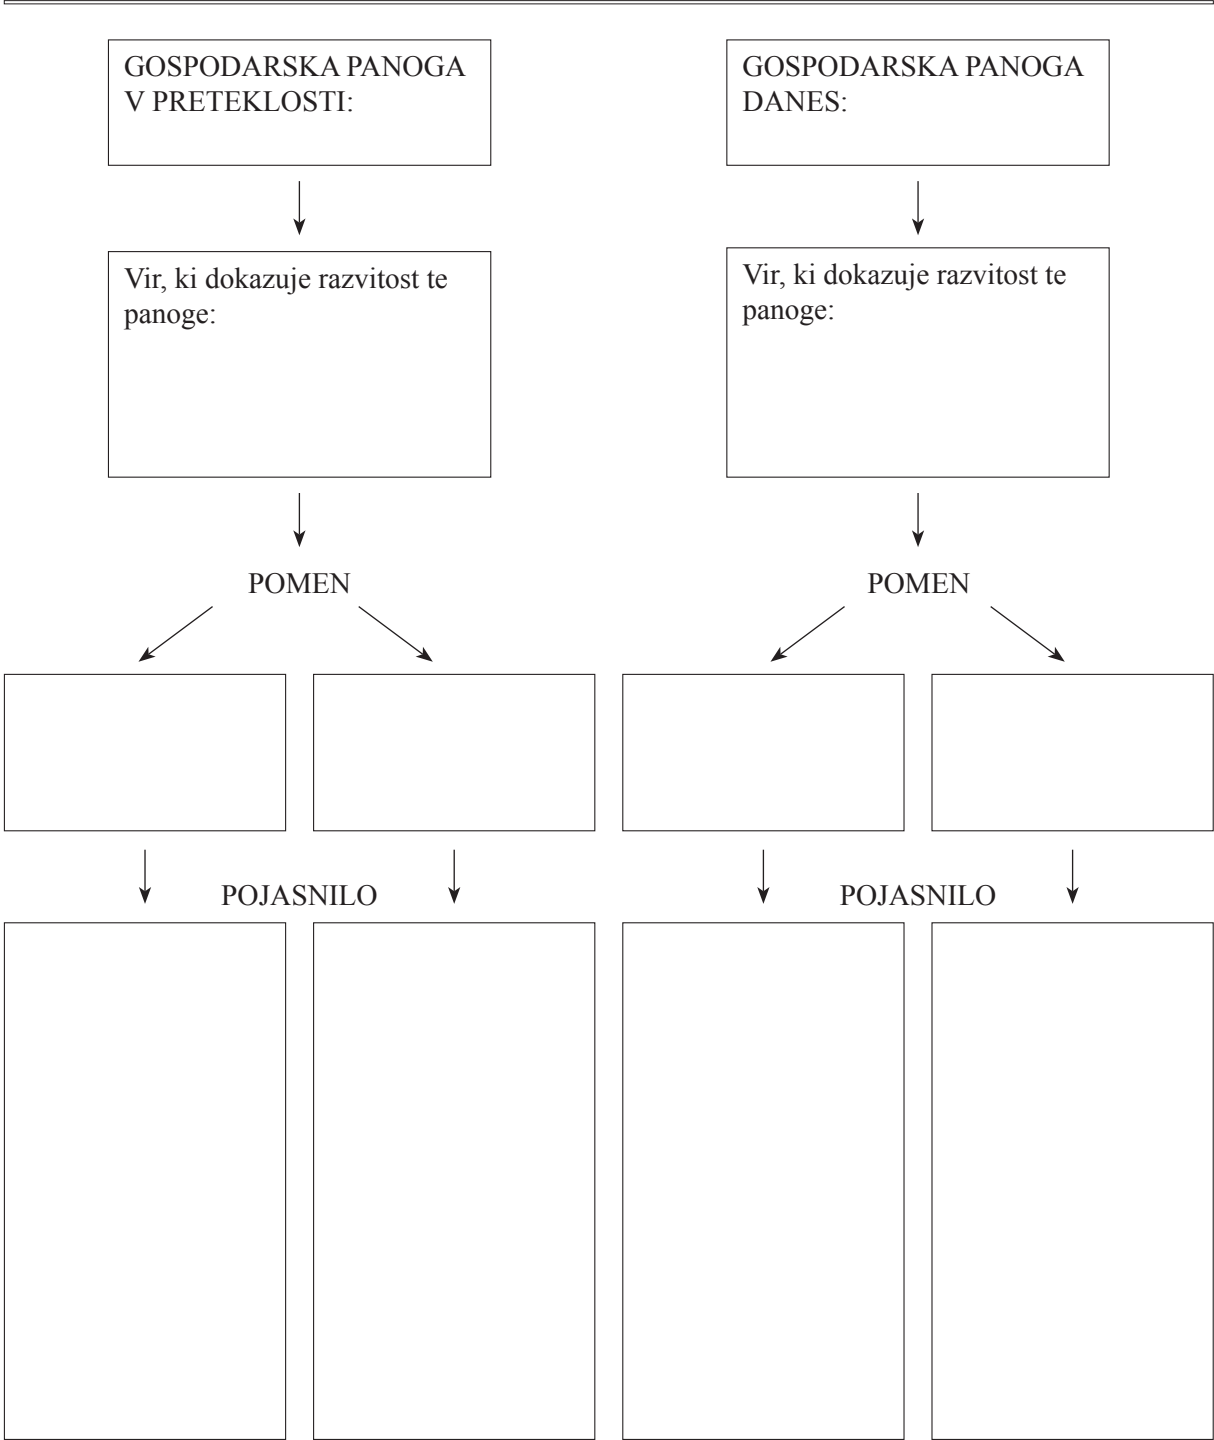 GOSPODARSKA PANOGA
V PRETEKLOSTI:
GOSPODARSKA PANOGA
DANES:
Vir, ki dokazuje razvitost te
panoge:
Vir, ki dokazuje razvitost te
panoge:
POMEN
POMEN
POJASNILO
POJASNILO